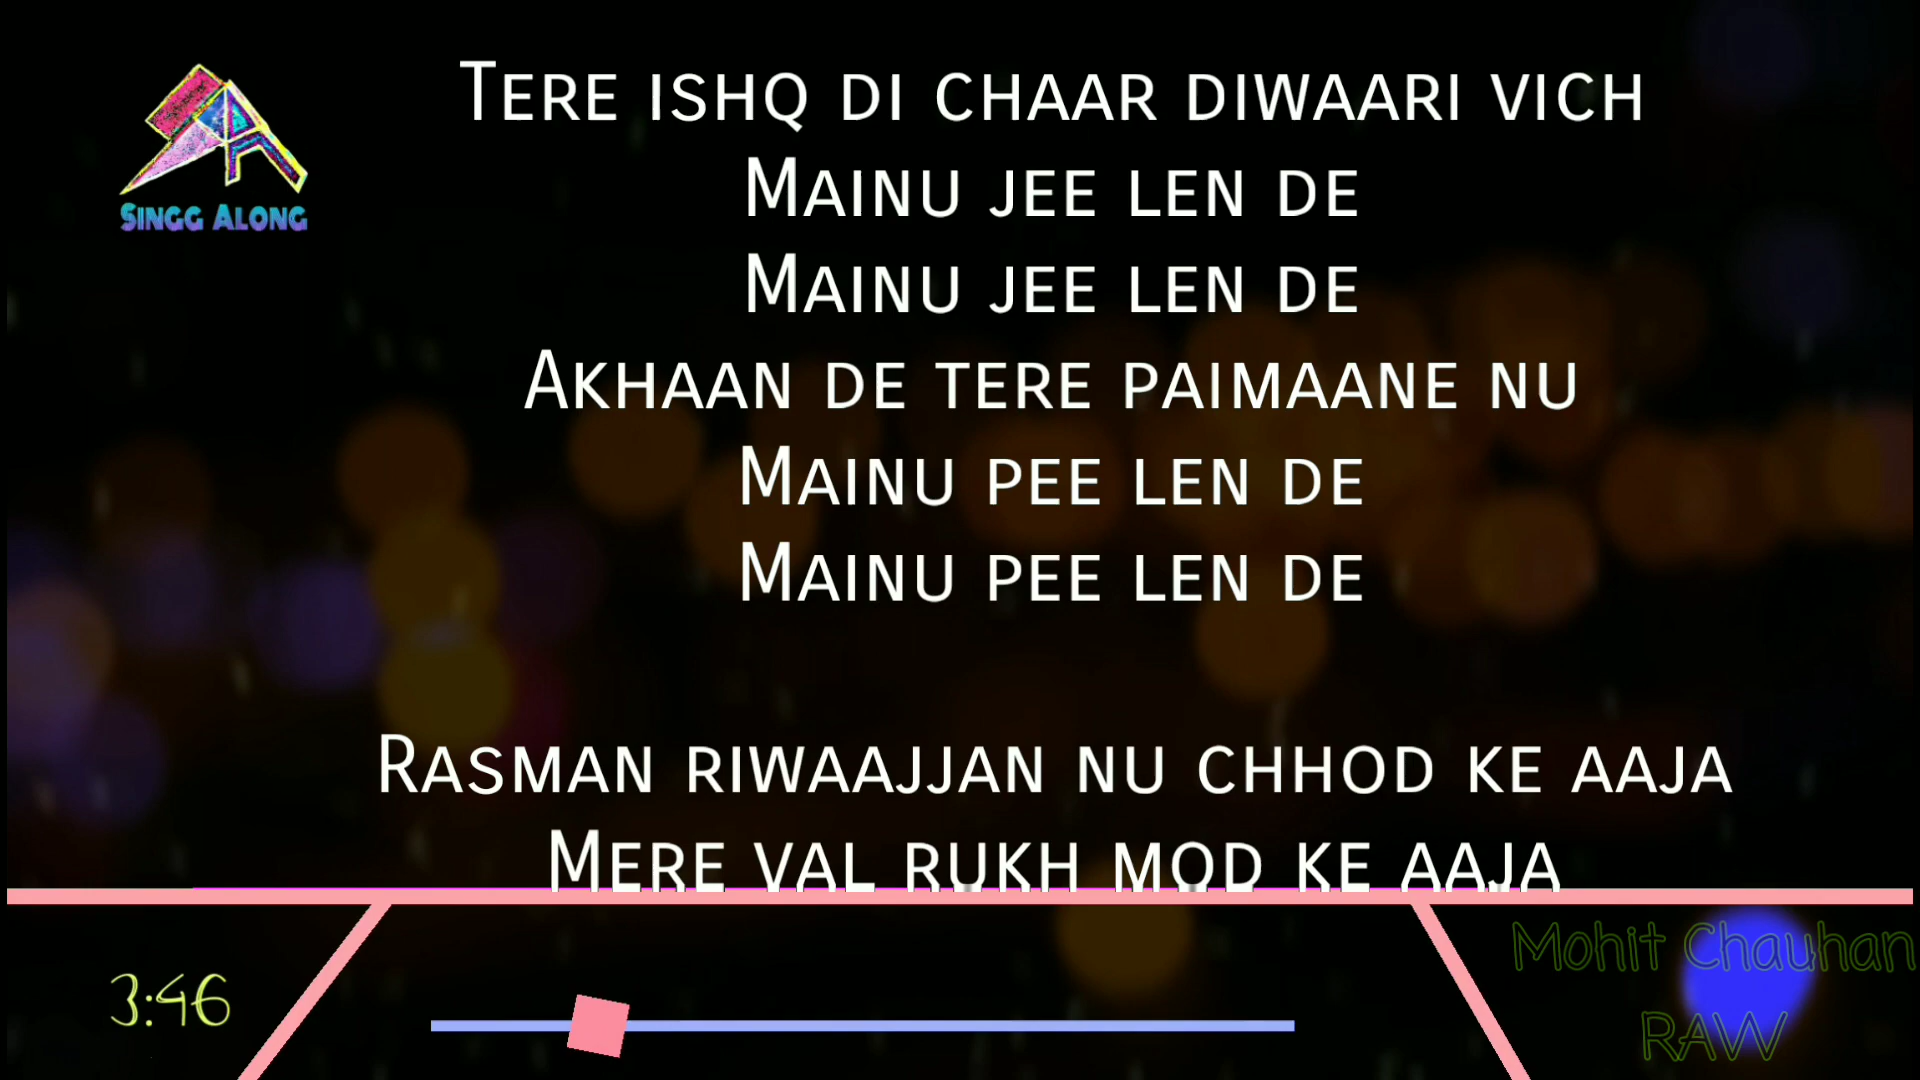 Singg Along
Tere ishq di chaar diwaari vich
Mainu jee len de
Mainu jee len de
Akhaan de tere paimaane nu
Mainu pee len de
Mainu pee len de
Rasman riwaajjan nu chhod ke aaja
Mere val rukh mod ke aaja
3:46
Mohit Chauhan
RAW